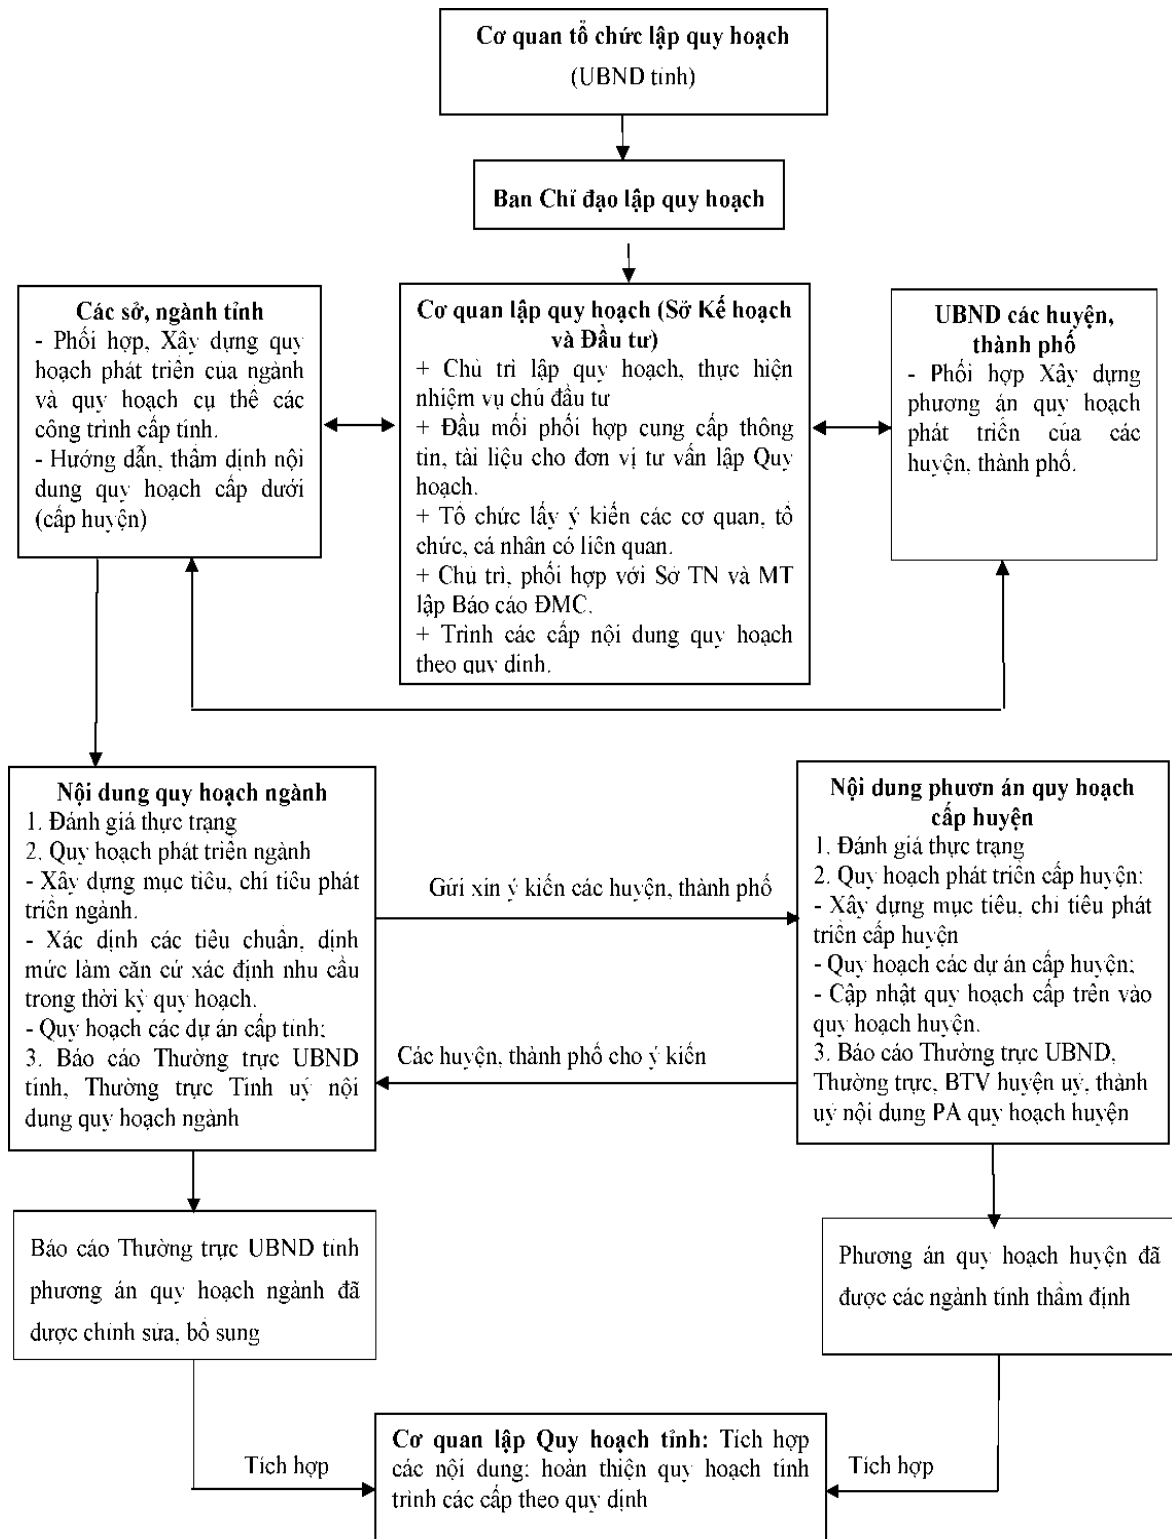 Cơ quan tổ chức lập quy hoạch
(UBND tỉnh)
Ban Chỉ đạo lập quy hoạch
Các sở, ngành tỉnh
- Phối hợp, Xây dựng quy
hoạch phát triển của ngành
và quy hoạch cụ thể các
công trình cấp tỉnh.
- Hướng dẫn, thẩm định nội
dung quy hoạch cấp dưới
(cấp huyện)
Cơ quan lập quy hoạch (Sở Kế hoạch
và Đầu tư)
+ Chủ trì lập quy hoạch, thực hiện
nhiệm vụ chủ đầu tư
+ Đầu mối phối hợp cung cấp thông
tin, tài liệu cho đơn vị tư vấn lập Quy
hoạch.
+ Tổ chức lấy ý kiến các cơ quan, tổ
chức, cá nhân có liên quan.
+ Chủ trì, phối hợp với Sở TN và MT
lập Báo cáo ĐMC.
+ Trình các cấp nội dung quy hoạch
theo quy định.
UBND các huyện,
thành phố
- Phối hợp Xây dựng
phương án quy hoạch
phát triển của các
huyện, thành phố.
Nội dung quy hoạch ngành
1. Đánh giá thực trạng
2. Quy hoạch phát triển ngành
- Xây dựng mục tiêu, chỉ tiêu phát
triển ngành.
- Xác định các tiêu chuẩn, định
mức làm căn cứ xác định nhu cầu
trong thời kỳ quy hoạch.
- Quy hoạch các dự án cấp tỉnh;
3. Báo cáo Thường trực UBND
tỉnh, Thường trực Tỉnh uỷ nội
dung quy hoạch ngành
Gửi xin ý kiến các huyện, thành phố
Các huyện, thành phố cho ý kiến
Nội dung phươn án quy hoạch
cấp huyện
1. Đánh giá thực trạng
2. Quy hoạch phát triển cấp huyện:
- Xây dựng mục tiêu, chỉ tiêu phát
triển cấp huyện
- Quy hoạch các dự án cấp huyện;
- Cập nhật quy hoạch cấp trên vào
quy hoạch huyện.
3. Báo cáo Thường trực UBND,
Thường trực, BTV huyện uỷ, thành
uỷ nội dung PA quy hoạch huyện
Báo cáo Thường trực UBND tỉnh
phương án quy hoạch ngành đã
được chỉnh sửa, bổ sung
Phương án quy hoạch huyện đã
được các ngành tỉnh thẩm định
Tích hợp
Cơ quan lập Quy hoạch tỉnh: Tích hợp
các nội dung; hoàn thiện quy hoạch tỉnh
trình các cấp theo quy định
Tích hợp